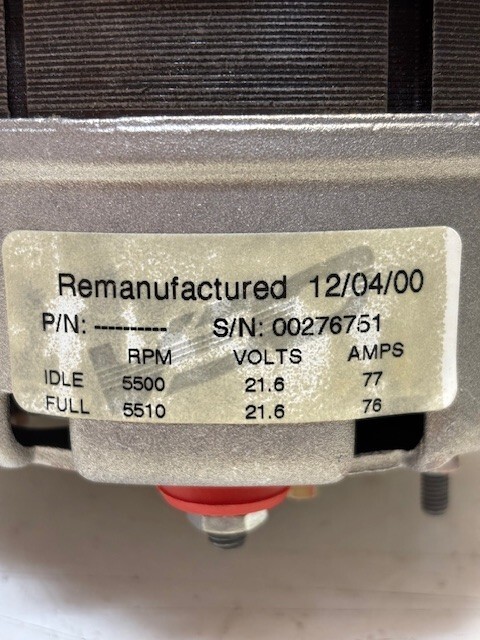 Remanufactured 12/04/00
P/N: ---------- S/N: 00276751
RPM VOLTS AMPS
IDLE 5500 21.6 77
FULL 5510 21.6 76